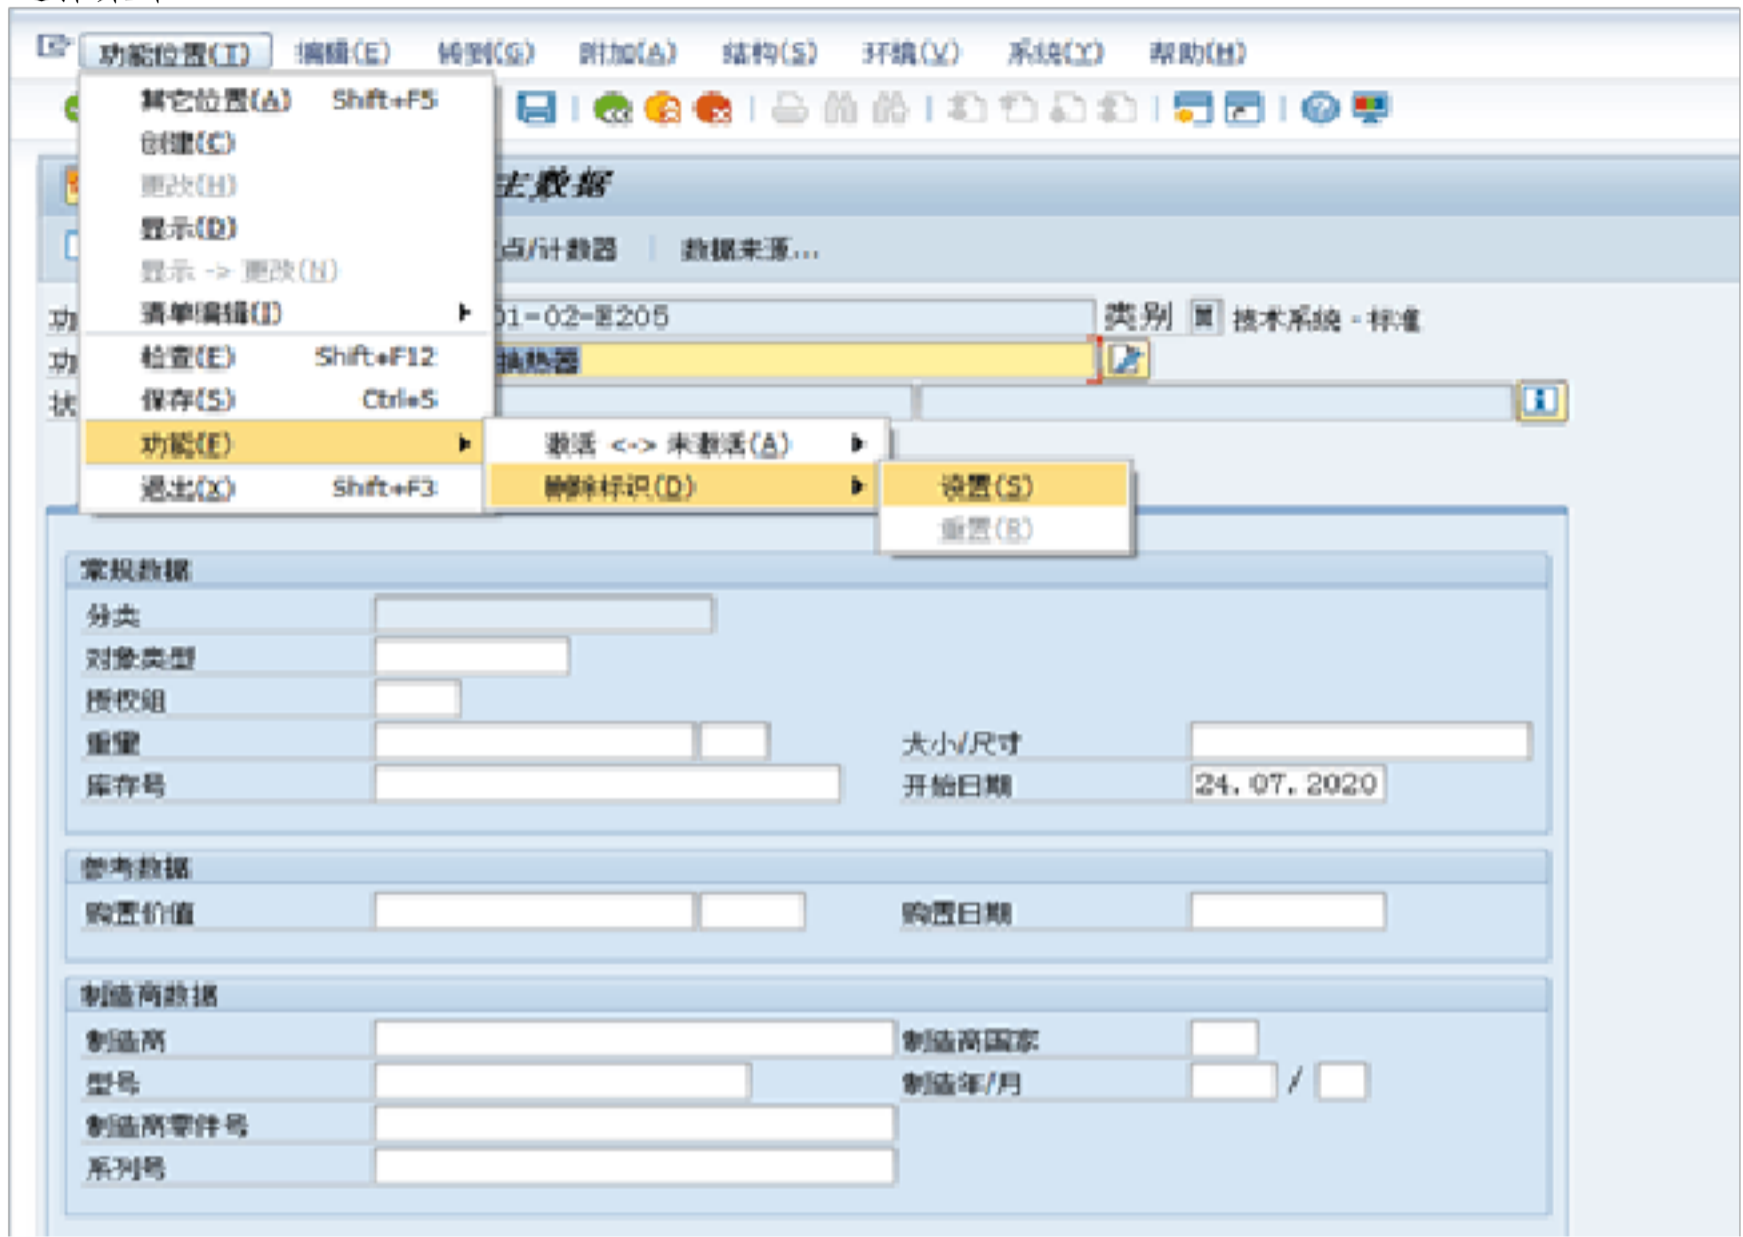 功能位置(T) 编辑(E) 转到(G) 附加(A) 结构(S) 环境(V) 系统(Y) 帮助(H)
其它位置(A) Shift+F5
创建(C)
更改(H)
主数据
显示(D)
点/计数器 数据来源...
显示 -> 更改(N)
清单编辑(I)
功 01-02-E205 类别 M 技术系统 - 标准
检查(E) Shift+F12
功 换热器
保存(S) Ctrl+S
状
功能(F) 激活 <-> 未激活(A)
退出(X) Shift+F3 删除标识(D) 设置(S)
重置(R)
常规数据
分类
对象类型
授权组
重量 大小/尺寸
库存号 开始日期 24.07.2020
参考数据
购置价值 购置日期
制造商数据
制造商 制造商国家
型号 制造年/月 /
制造商零件号
系列号